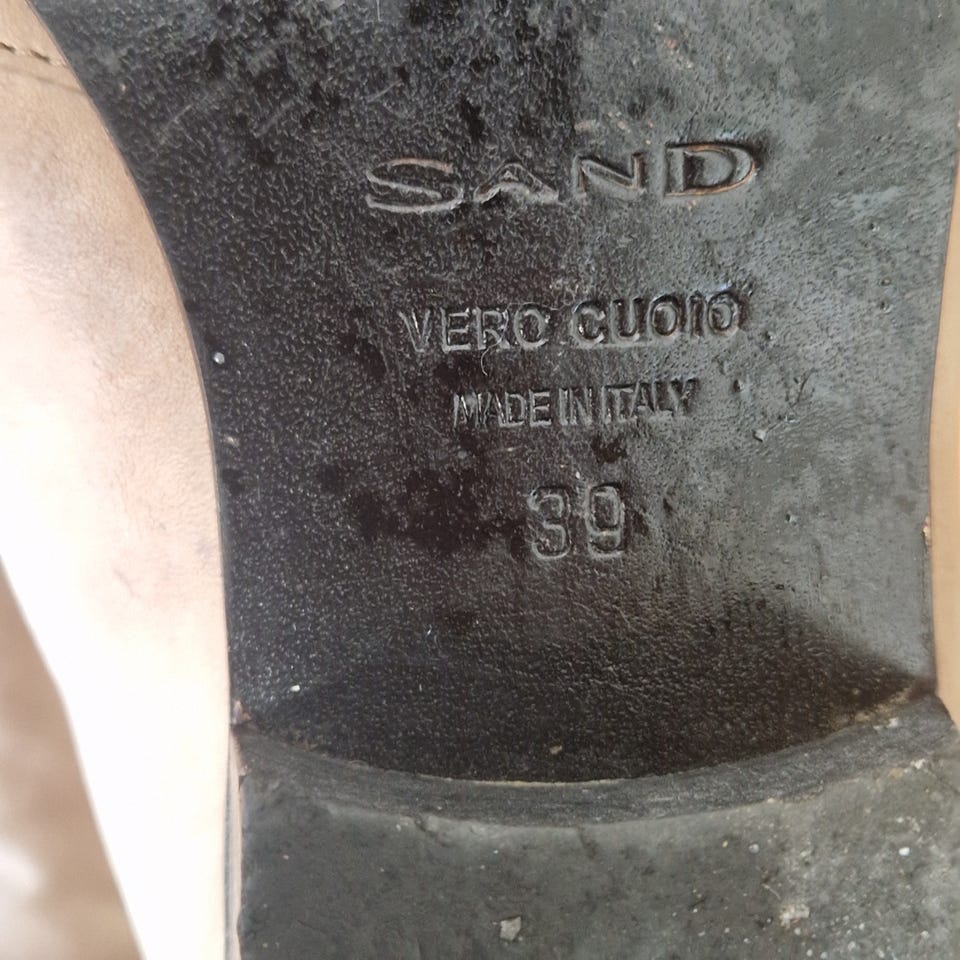 SAND
VERO CUOIO
MADE IN ITALY
39